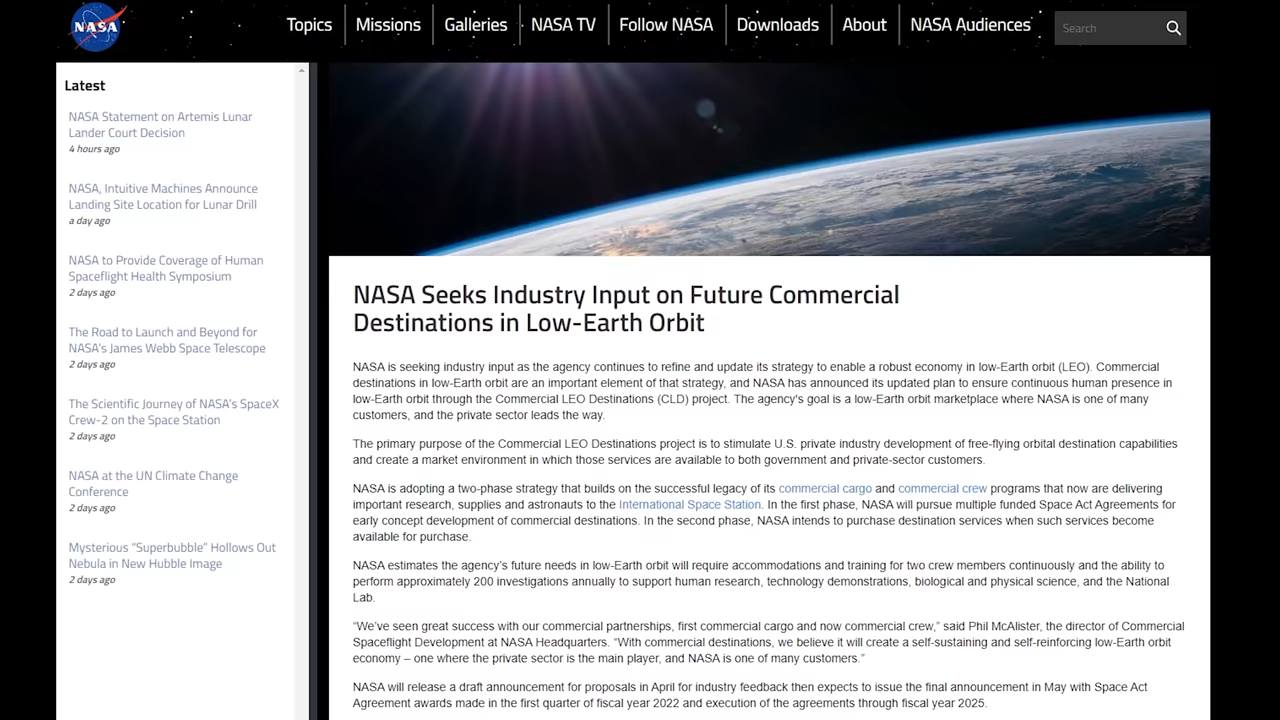 NASA
Topics
Missions
Galleries
NASA TV
Follow NASA
Downloads
About
NASA Audiences
Search
Latest
NASA Statement on Artemis Lunar
Lander Court Decision
4 hours ago
NASA, Intuitive Machines Announce
Landing Site Location for Lunar Drill
a day ago
NASA to Provide Coverage of Human
Spaceflight Health Symposium
2 days ago
The Road to Launch and Beyond for
NASA's James Webb Space Telescope
2 days ago
The Scientific Journey of NASA's SpaceX
Crew-2 on the Space Station
2 days ago
NASA at the UN Climate Change
Conference
2 days ago
Mysterious “Superbubble” Hollows Out
Nebula in New Hubble Image
2 days ago
NASA Seeks Industry Input on Future Commercial
Destinations in Low-Earth Orbit
NASA is seeking industry input as the agency continues to refine and update its strategy to enable a robust economy in low-Earth orbit (LEO). Commercial
destinations in low-Earth orbit are an important element of that strategy, and NASA has announced its updated plan to ensure continuous human presence in
low-Earth orbit through the Commercial LEO Destinations (CLD) project. The agency's goal is a low-Earth orbit marketplace where NASA is one of many
customers, and the private sector leads the way.
The primary purpose of the Commercial LEO Destinations project is to stimulate U.S. private industry development of free-flying orbital destination capabilities
and create a market environment in which those services are available to both government and private-sector customers.
NASA is adopting a two-phase strategy that builds on the successful legacy of its commercial cargo and commercial crew programs that now are delivering
important research, supplies and astronauts to the International Space Station. In the first phase, NASA will pursue multiple funded Space Act Agreements for
early concept development of commercial destinations. In the second phase, NASA intends to purchase destination services when such services become
available for purchase.
NASA estimates the agency's future needs in low-Earth orbit will require accommodations and training for two crew members continuously and the ability to
perform approximately 200 investigations annually to support human research, technology demonstrations, biological and physical science, and the National
Lab.
“We've seen great success with our commercial partnerships, first commercial cargo and now commercial crew,” said Phil McAlister, the director of Commercial
Spaceflight Development at NASA Headquarters. “With commercial destinations, we believe it will create a self-sustaining and self-reinforcing low-Earth orbit
economy – one where the private sector is the main player, and NASA is one of many customers.”
NASA will release a draft announcement for proposals in April for industry feedback then expects to issue the final announcement in May with Space Act
Agreement awards made in the first quarter of fiscal year 2022 and execution of the agreements through fiscal year 2025.